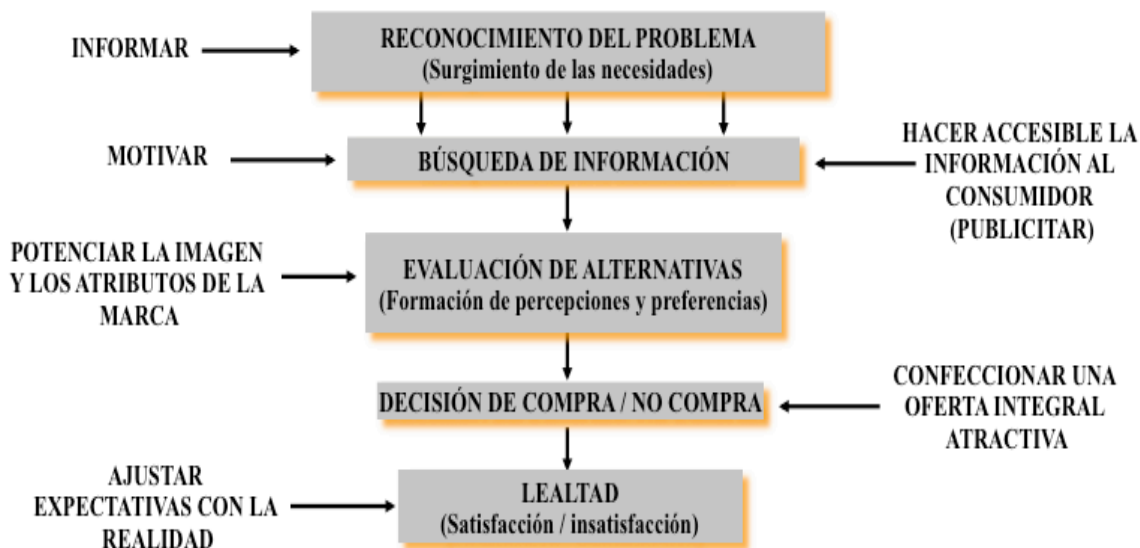 INFORMAR
RECONOCIMIENTO DEL PROBLEMA
(Surgimiento de las necesidades)
MOTIVAR
BÚSQUEDA DE INFORMACIÓN
HACER ACCESIBLE LA
INFORMACIÓN AL
CONSUMIDOR
(PUBLICITAR)
POTENCIAR LA IMAGEN
Y LOS ATRIBUTOS DE LA
MARCA
EVALUACIÓN DE ALTERNATIVAS
(Formación de percepciones y preferencias)
DECISIÓN DE COMPRA / NO COMPRA
CONFECCIONAR UNA
OFERTA INTEGRAL
ATRACTIVA
AJUSTAR
EXPECTATIVAS CON LA
REALIDAD
LEALTAD
(Satisfacción / insatisfacción)